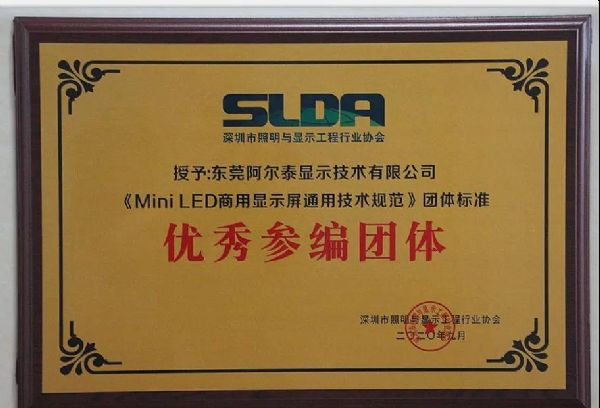 SLDA
深圳市照明与显示工程行业协会
授予:东莞阿尔泰显示技术有限公司
《Mini LED商用显示屏通用技术规范》团体标准
优秀参编团体
深圳市照明与显示工程行业协会
二〇二〇年九月